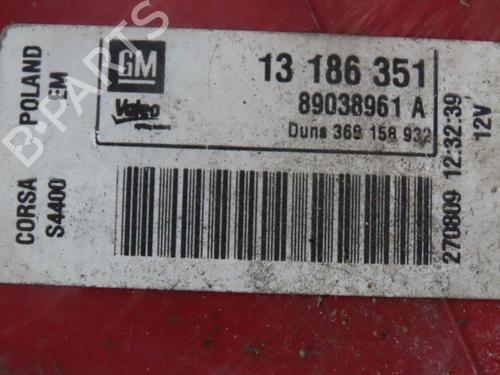 GM
13 186 351
Valeo
89038961 A
Duns 369 158 932
CORSA POLAND
S4400 EM
270809 12:32:39
12V
B-PARTS